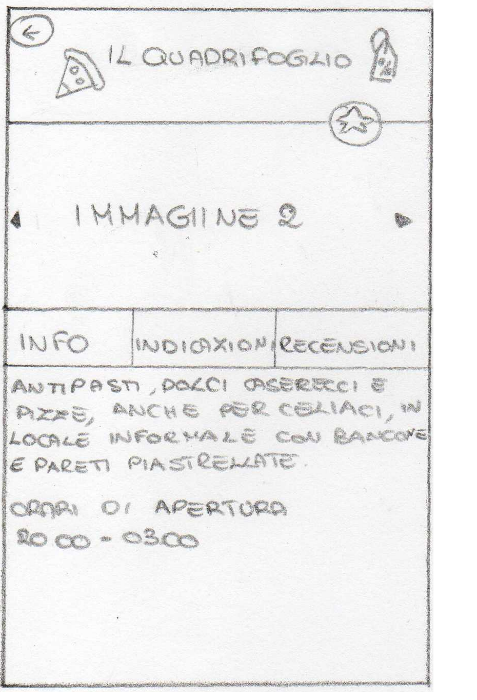 IL QUADRIFOGLIO
IMMAGIINE 2
INFO
INDICAZIONI
RECENSIONI
ANTIPASTI, DOLCI CASERECCI E
PIZZE, ANCHE PER CELIACI, IN
LOCALE INFORMALE CON BANCONE
E PARETI PIASTRELLATE.
ORARI DI APERTURA
20 00 - 03 00